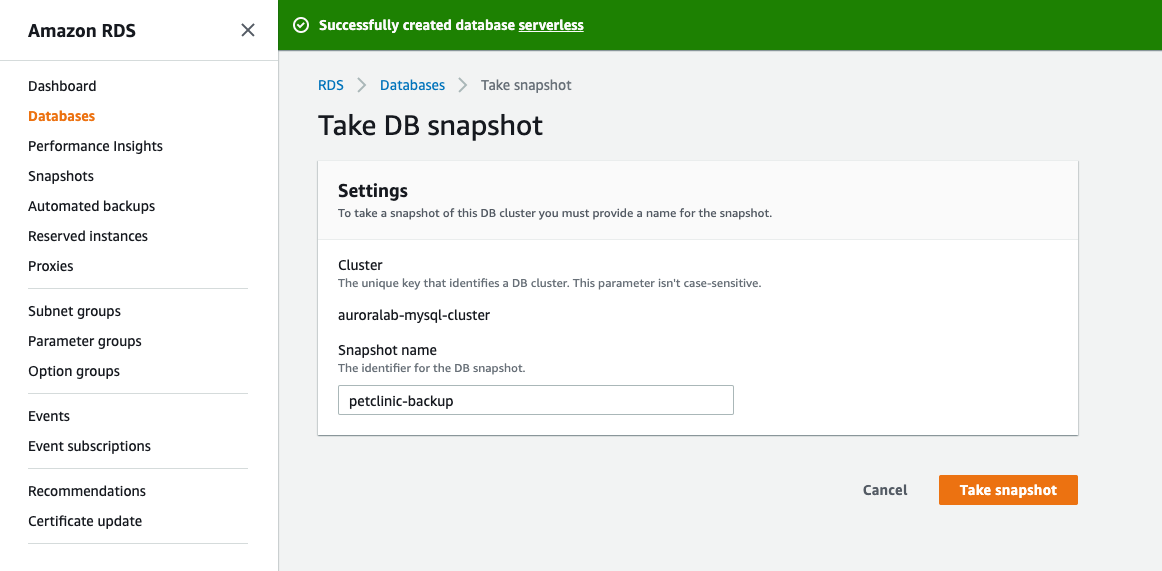 Amazon RDS
Dashboard
Databases
Performance Insights
Snapshots
Automated backups
Reserved instances
Proxies
Subnet groups
Parameter groups
Option groups
Events
Event subscriptions
Recommendations
Certificate update
Successfully created database serverless
RDS Databases Take snapshot
Take DB snapshot
Settings
To take a snapshot of this DB cluster you must provide a name for the snapshot.
Cluster
The unique key that identifies a DB cluster. This parameter isn't case-sensitive.
auroralab-mysql-cluster
Snapshot name
The identifier for the DB snapshot.
petclinic-backup
Cancel Take snapshot